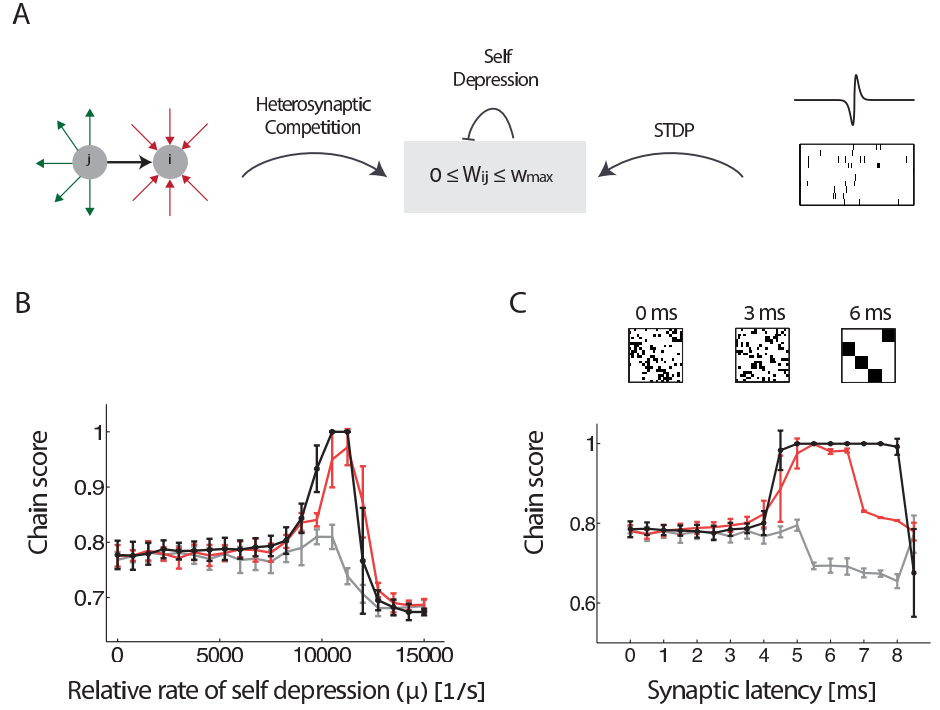 A
Self
Depression
Heterosynaptic
Competition
STDP
j
i
0 ≤ Wij ≤ wmax
B
C
0 ms
3 ms
6 ms
Chain score
1
0.9
0.8
0.7
0
5000
10000
15000
Relative rate of self depression (μ) [1/s]
Chain score
1
0.8
0.6
0
1
2
3
4
5
6
7
8
Synaptic latency [ms]